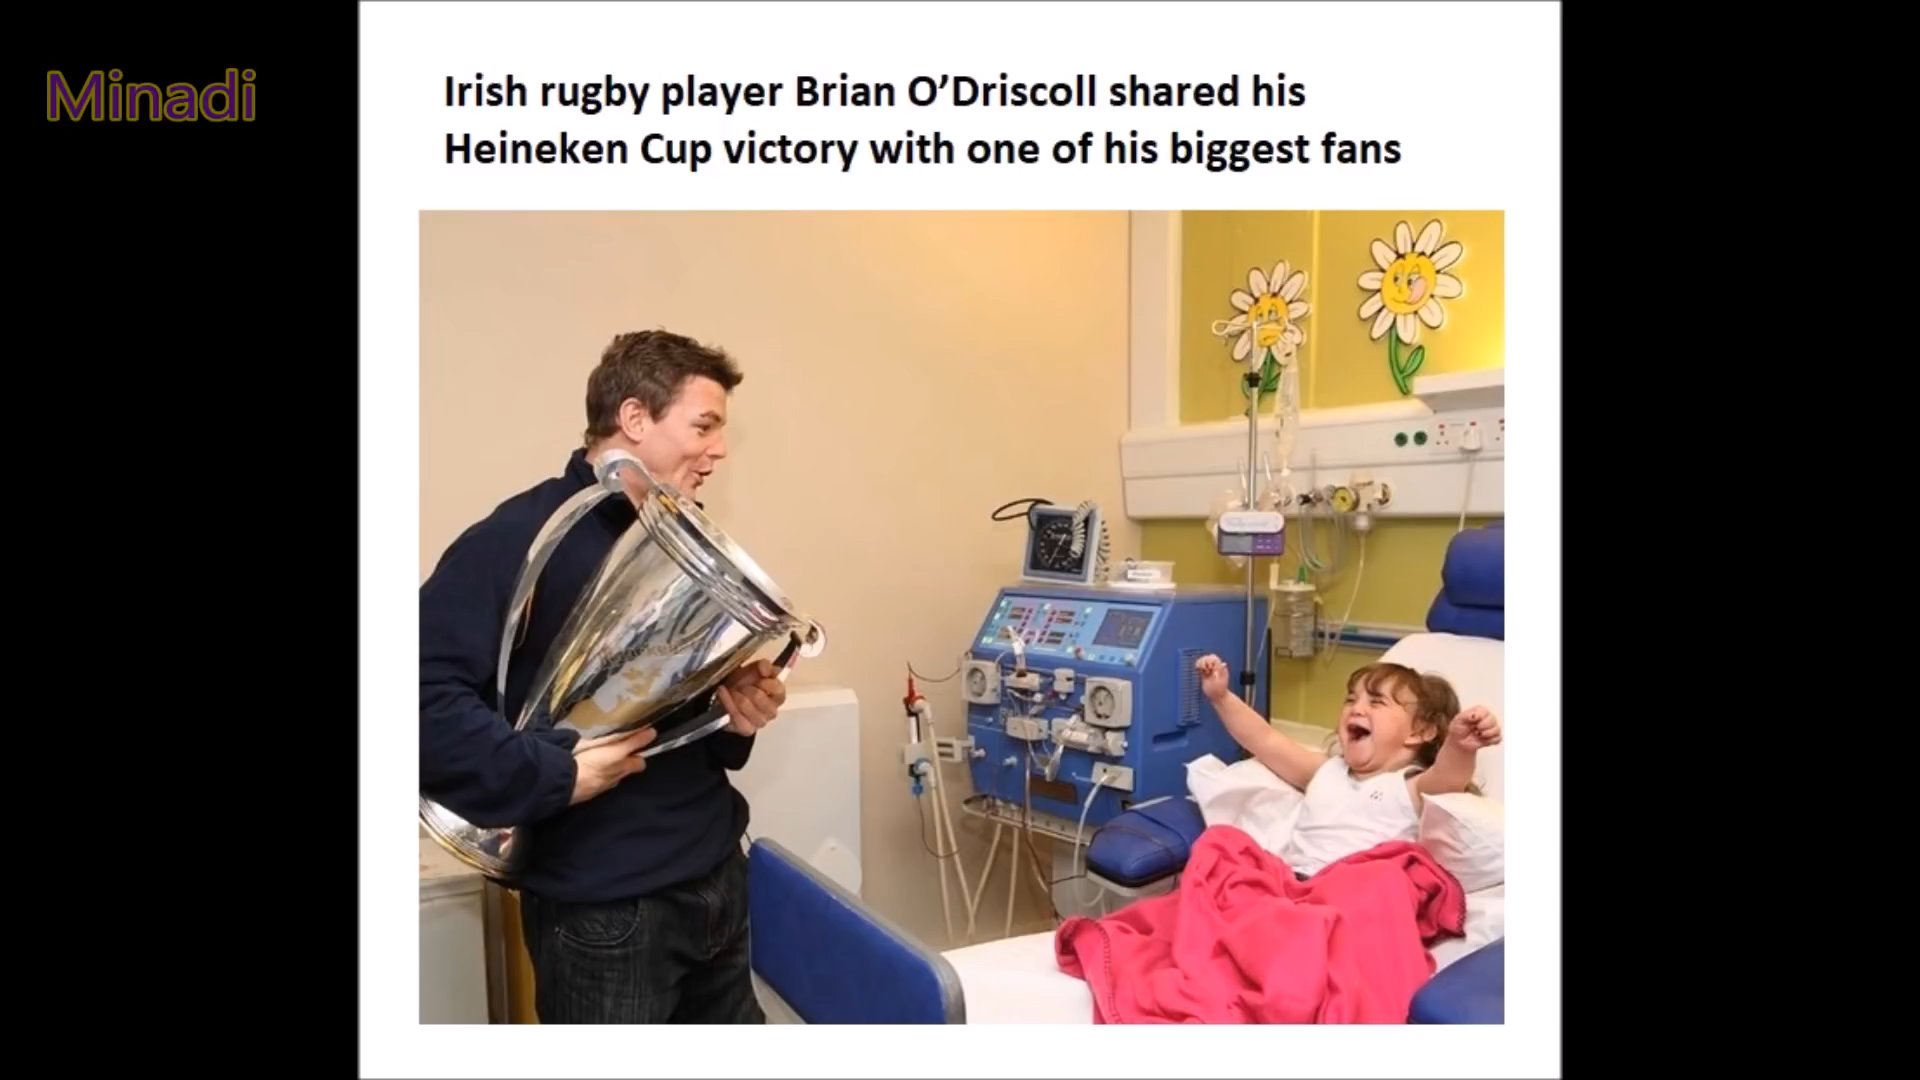 Minadi
Irish rugby player Brian O’Driscoll shared his
Heineken Cup victory with one of his biggest fans